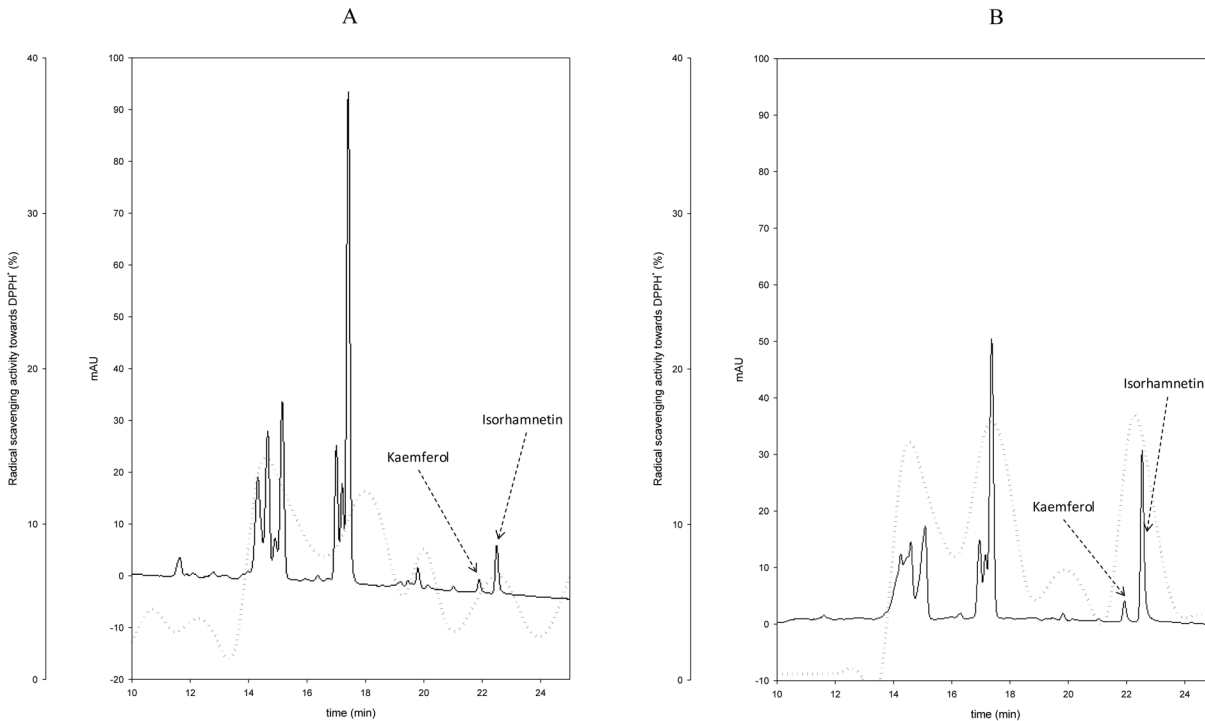 A
B
40
30
20
10
0
Radical scavenging activity towards DPPH• (%)
100
90
80
70
60
50
40
30
20
10
0
-10
-20
mAU
Kaemferol
Isorhamnetin
10 12 14 16 18 20 22 24
time (min)
40
30
20
10
0
Radical scavenging activity towards DPPH• (%)
100
90
80
70
60
50
40
30
20
10
0
-10
mAU
Kaemferol
Isorhamnetin
10 12 14 16 18 20 22 24
time (min)